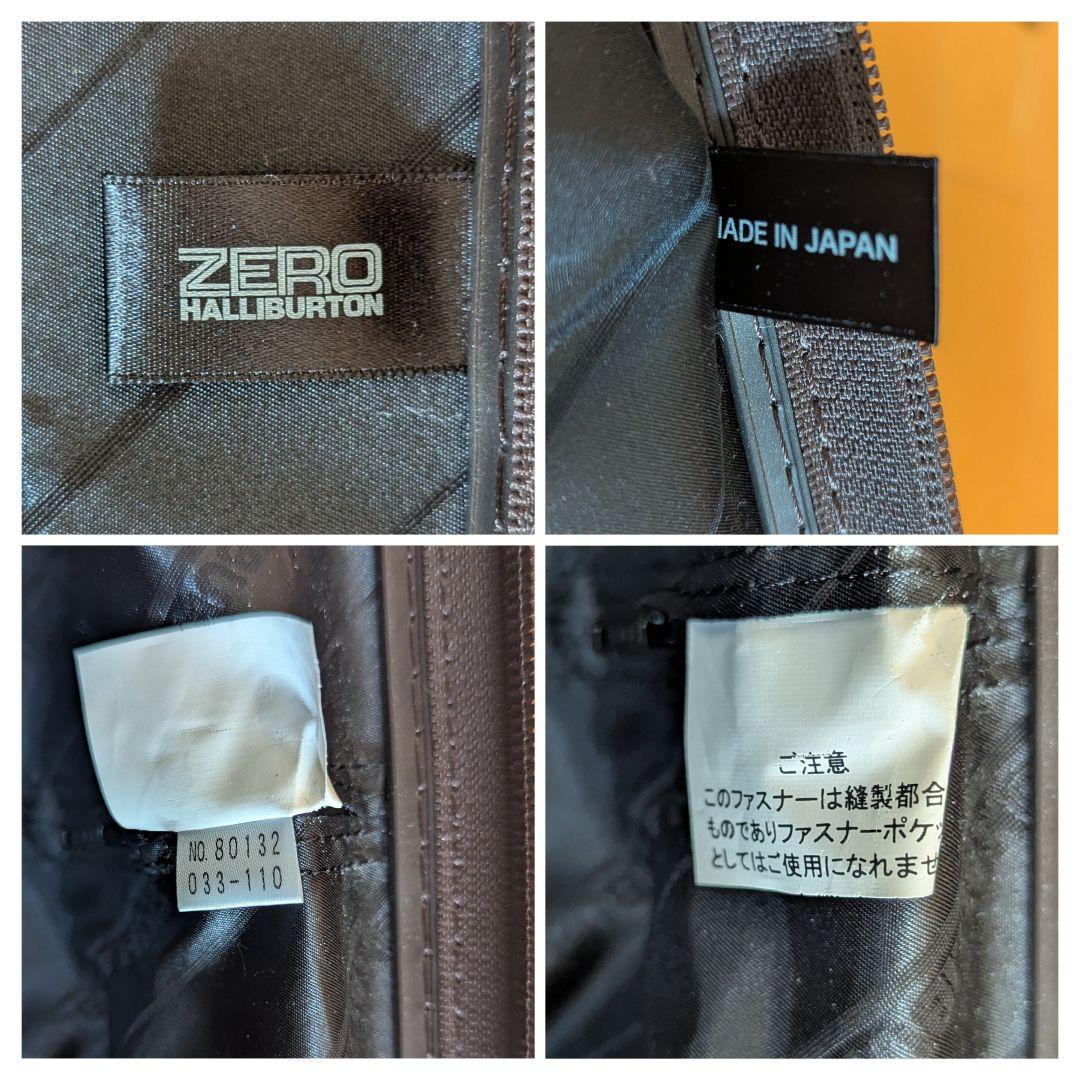 ZERO
HALLIBURTON
MADE IN JAPAN
NO. 80132
033-110
ご注意
このファスナーは縫製都合
ものでありファスナーポケッ
としてはご使用になれませ